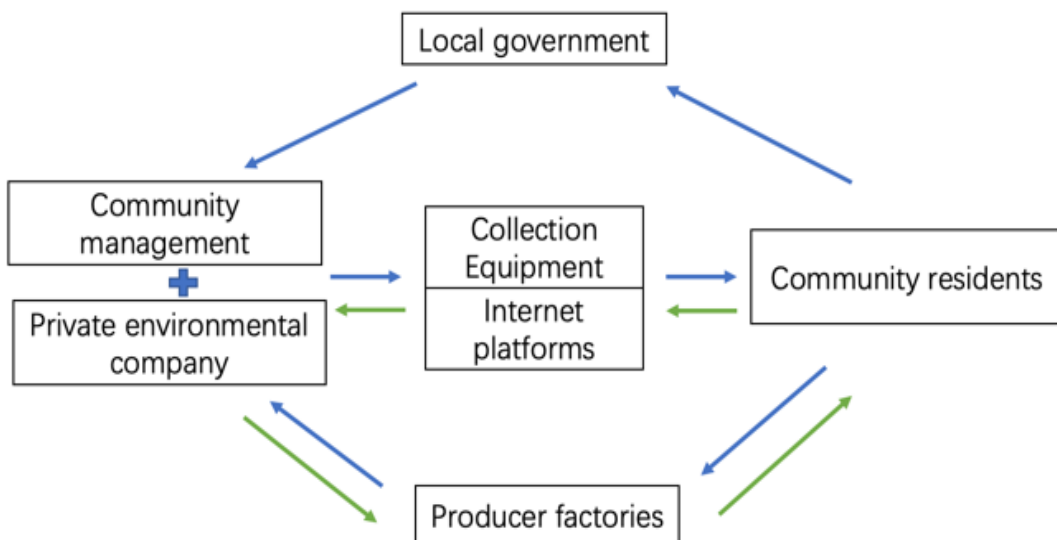 Local government
Community
management
Collection
Equipment
Community residents
Private environmental
company
Internet
platforms
Producer factories